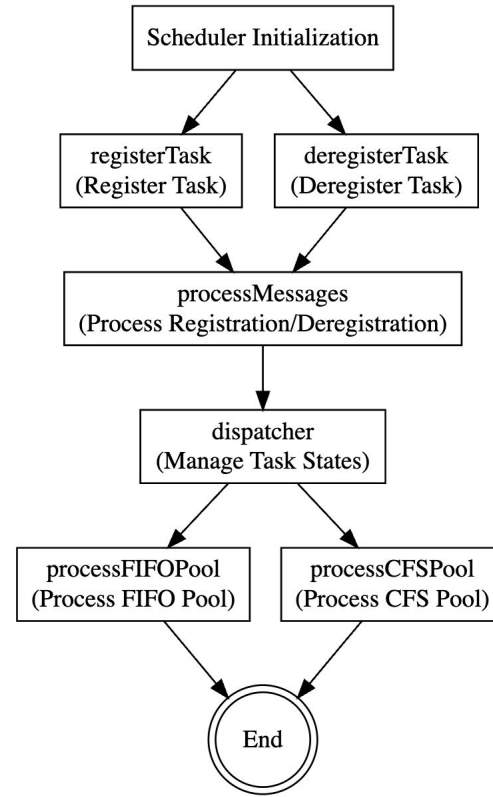 Scheduler Initialization
registerTask
(Register Task)
deregisterTask
(Deregister Task)
processMessages
(Process Registration/Deregistration)
dispatcher
(Manage Task States)
processFIFOPool
(Process FIFO Pool)
processCFSPool
(Process CFS Pool)
End